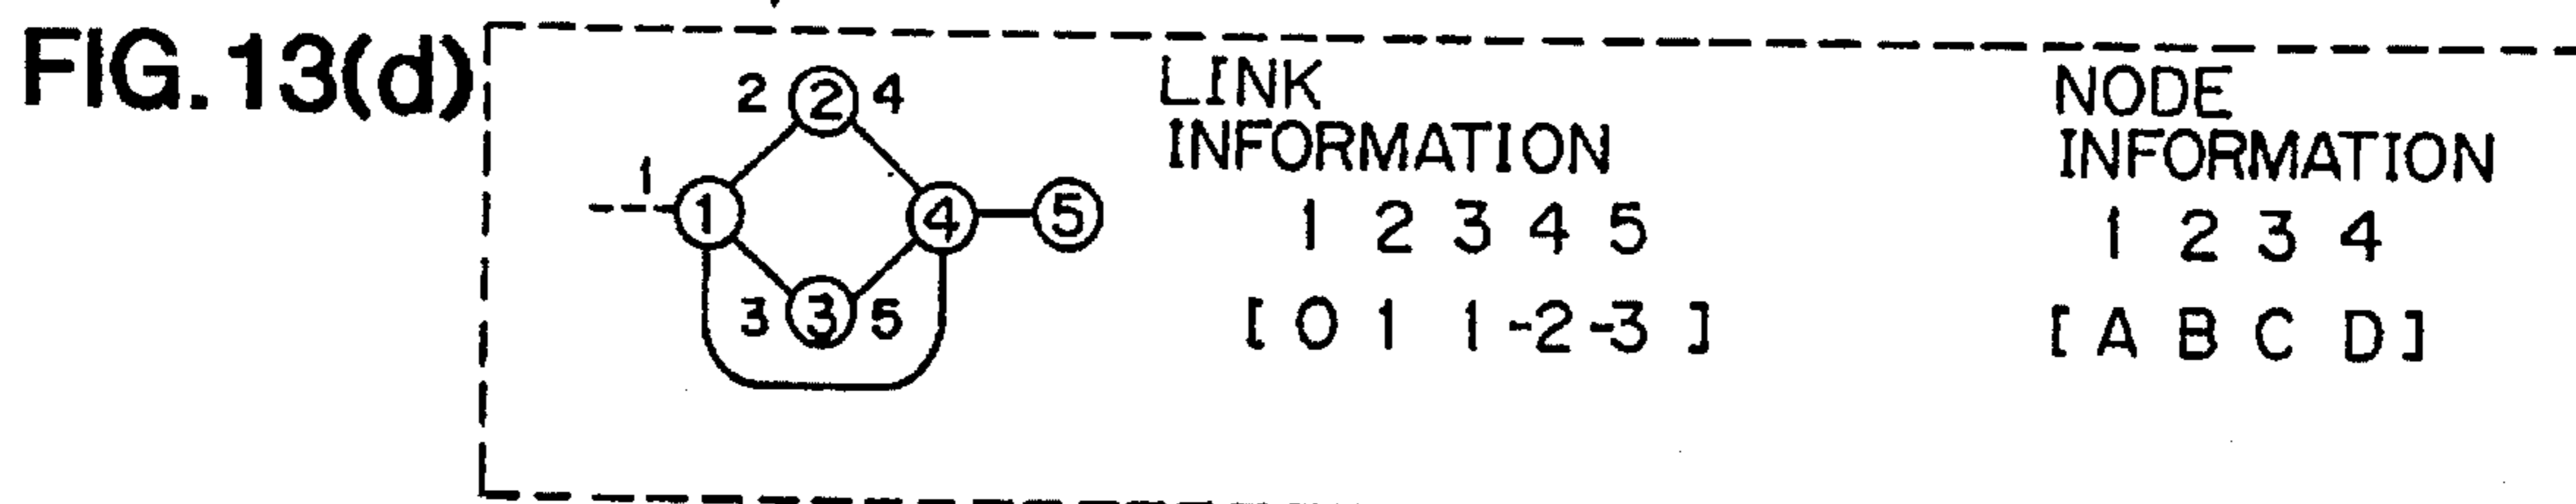 FIG. 13(d)
2 ② 4
1
① ④ ⑤
3 ③ 5
LINK
INFORMATION
1 2 3 4 5
[ 0 1 1 -2 -3 ]
NODE
INFORMATION
1 2 3 4
[ A B C D ]